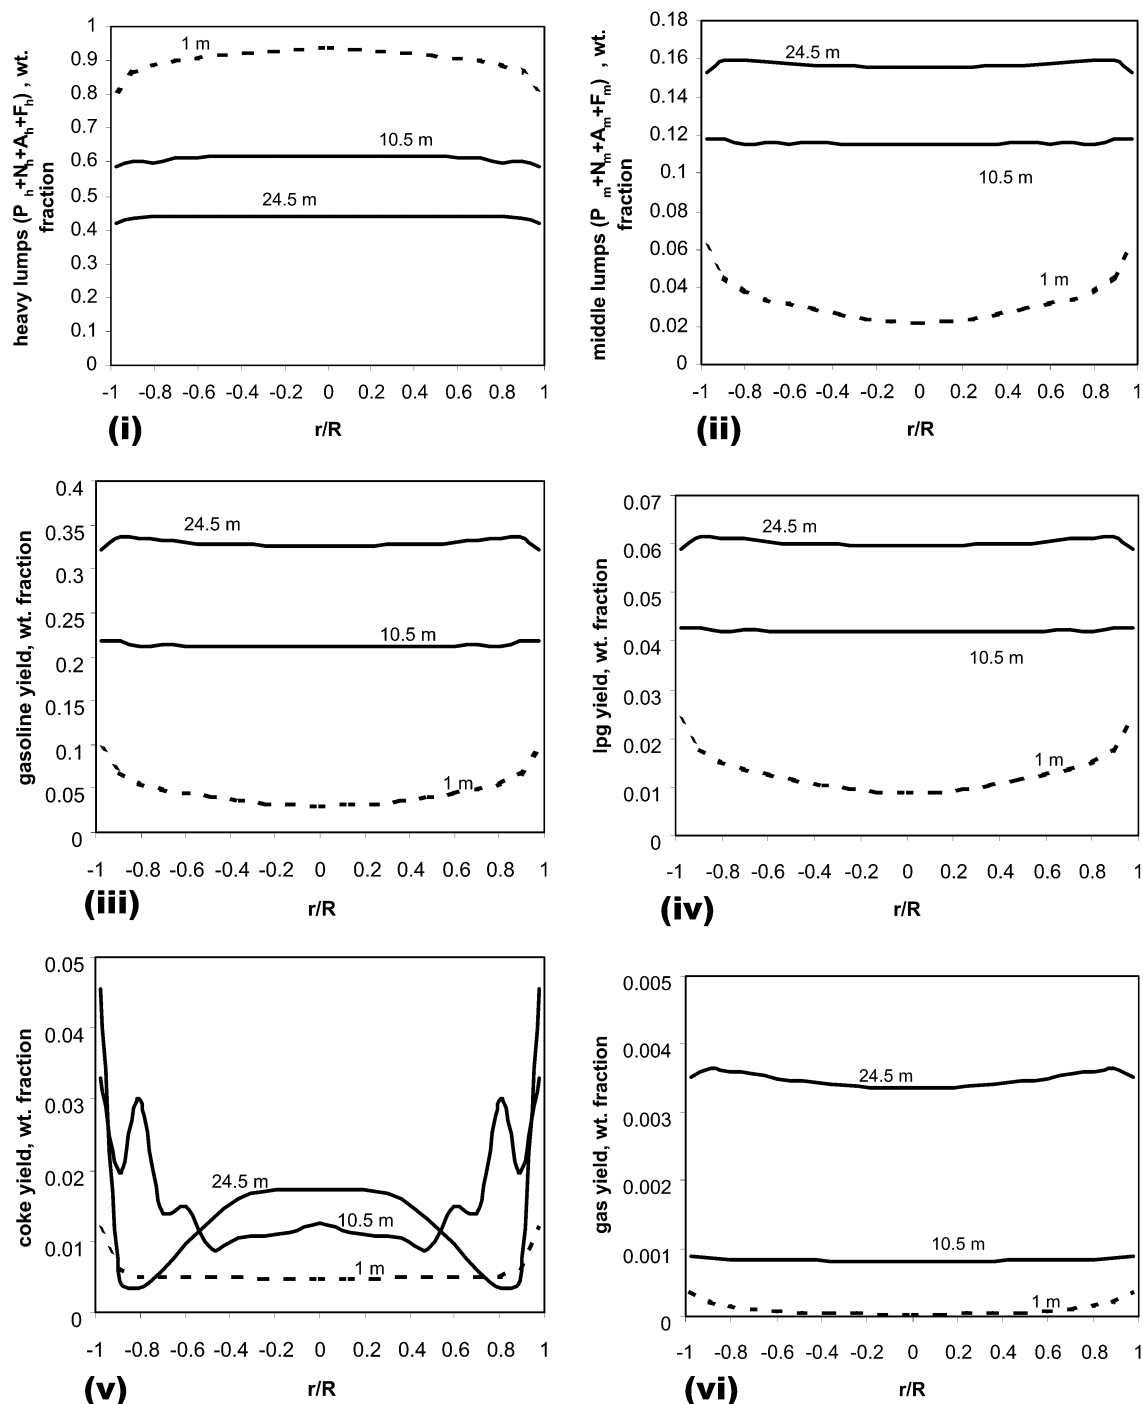 heavy lumps (P h+N h+A h+F h) , wt.
fraction
1
0.9
0.8
0.7
0.6
0.5
0.4
0.3
0.2
0.1
0
1 m
10.5 m
24.5 m
-1 -0.8 -0.6 -0.4 -0.2 0 0.2 0.4 0.6 0.8 1
(i)
r/R
middle lumps (P m+N m+A m+F m) , wt.
fraction
0.18
0.16
0.14
0.12
0.1
0.08
0.06
0.04
0.02
0
24.5 m
10.5 m
1 m
-1 -0.8 -0.6 -0.4 -0.2 0 0.2 0.4 0.6 0.8 1
(ii)
r/R
gasoline yield, wt. fraction
0.4
0.35
0.3
0.25
0.2
0.15
0.1
0.05
0
24.5 m
10.5 m
1 m
-1 -0.8 -0.6 -0.4 -0.2 0 0.2 0.4 0.6 0.8 1
(iii)
r/R
lpg yield, wt. fraction
0.07
0.06
0.05
0.04
0.03
0.02
0.01
0
24.5 m
10.5 m
1 m
-1 -0.8 -0.6 -0.4 -0.2 0 0.2 0.4 0.6 0.8 1
(iv)
r/R
coke yield, wt. fraction
0.05
0.04
0.03
0.02
0.01
0
24.5 m
10.5 m
1 m
-1 -0.8 -0.6 -0.4 -0.2 0 0.2 0.4 0.6 0.8 1
(v)
r/R
gas yield, wt. fraction
0.005
0.004
0.003
0.002
0.001
0
24.5 m
10.5 m
1 m
-1 -0.8 -0.6 -0.4 -0.2 0 0.2 0.4 0.6 0.8 1
(vi)
r/R